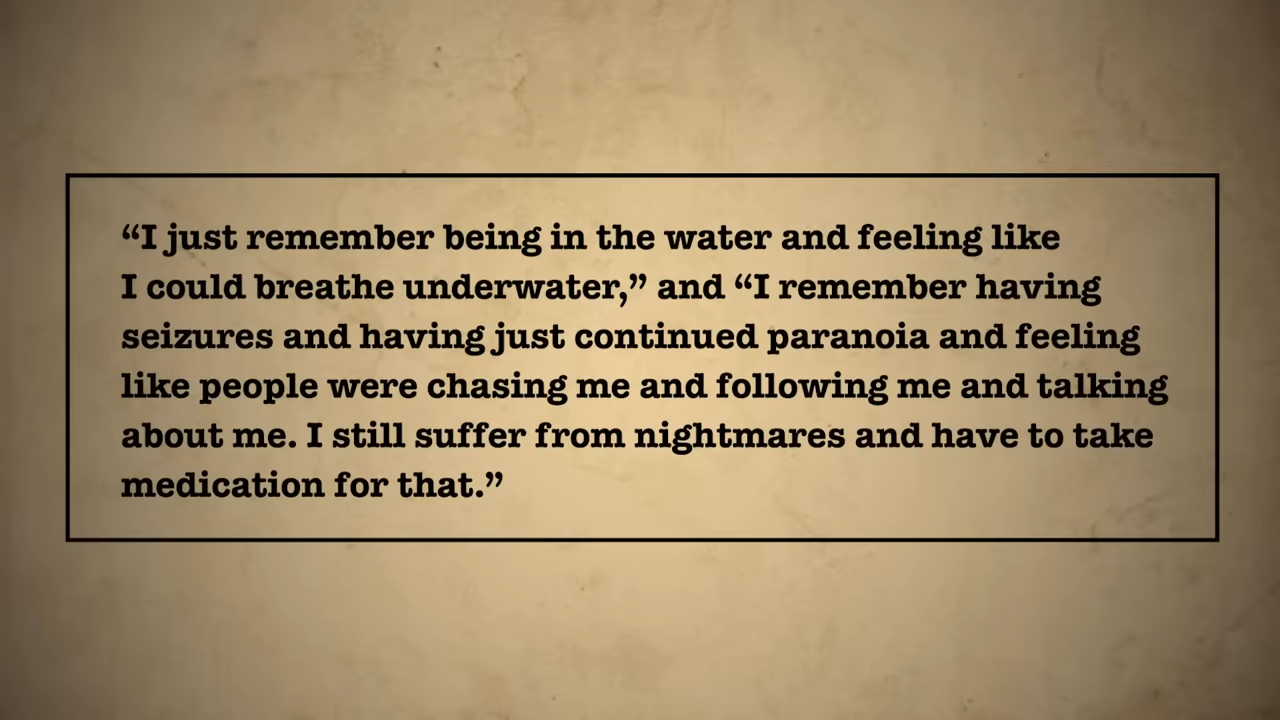 “I just remember being in the water and feeling like
I could breathe underwater,” and “I remember having
seizures and having just continued paranoia and feeling
like people were chasing me and following me and talking
about me. I still suffer from nightmares and have to take
medication for that.”